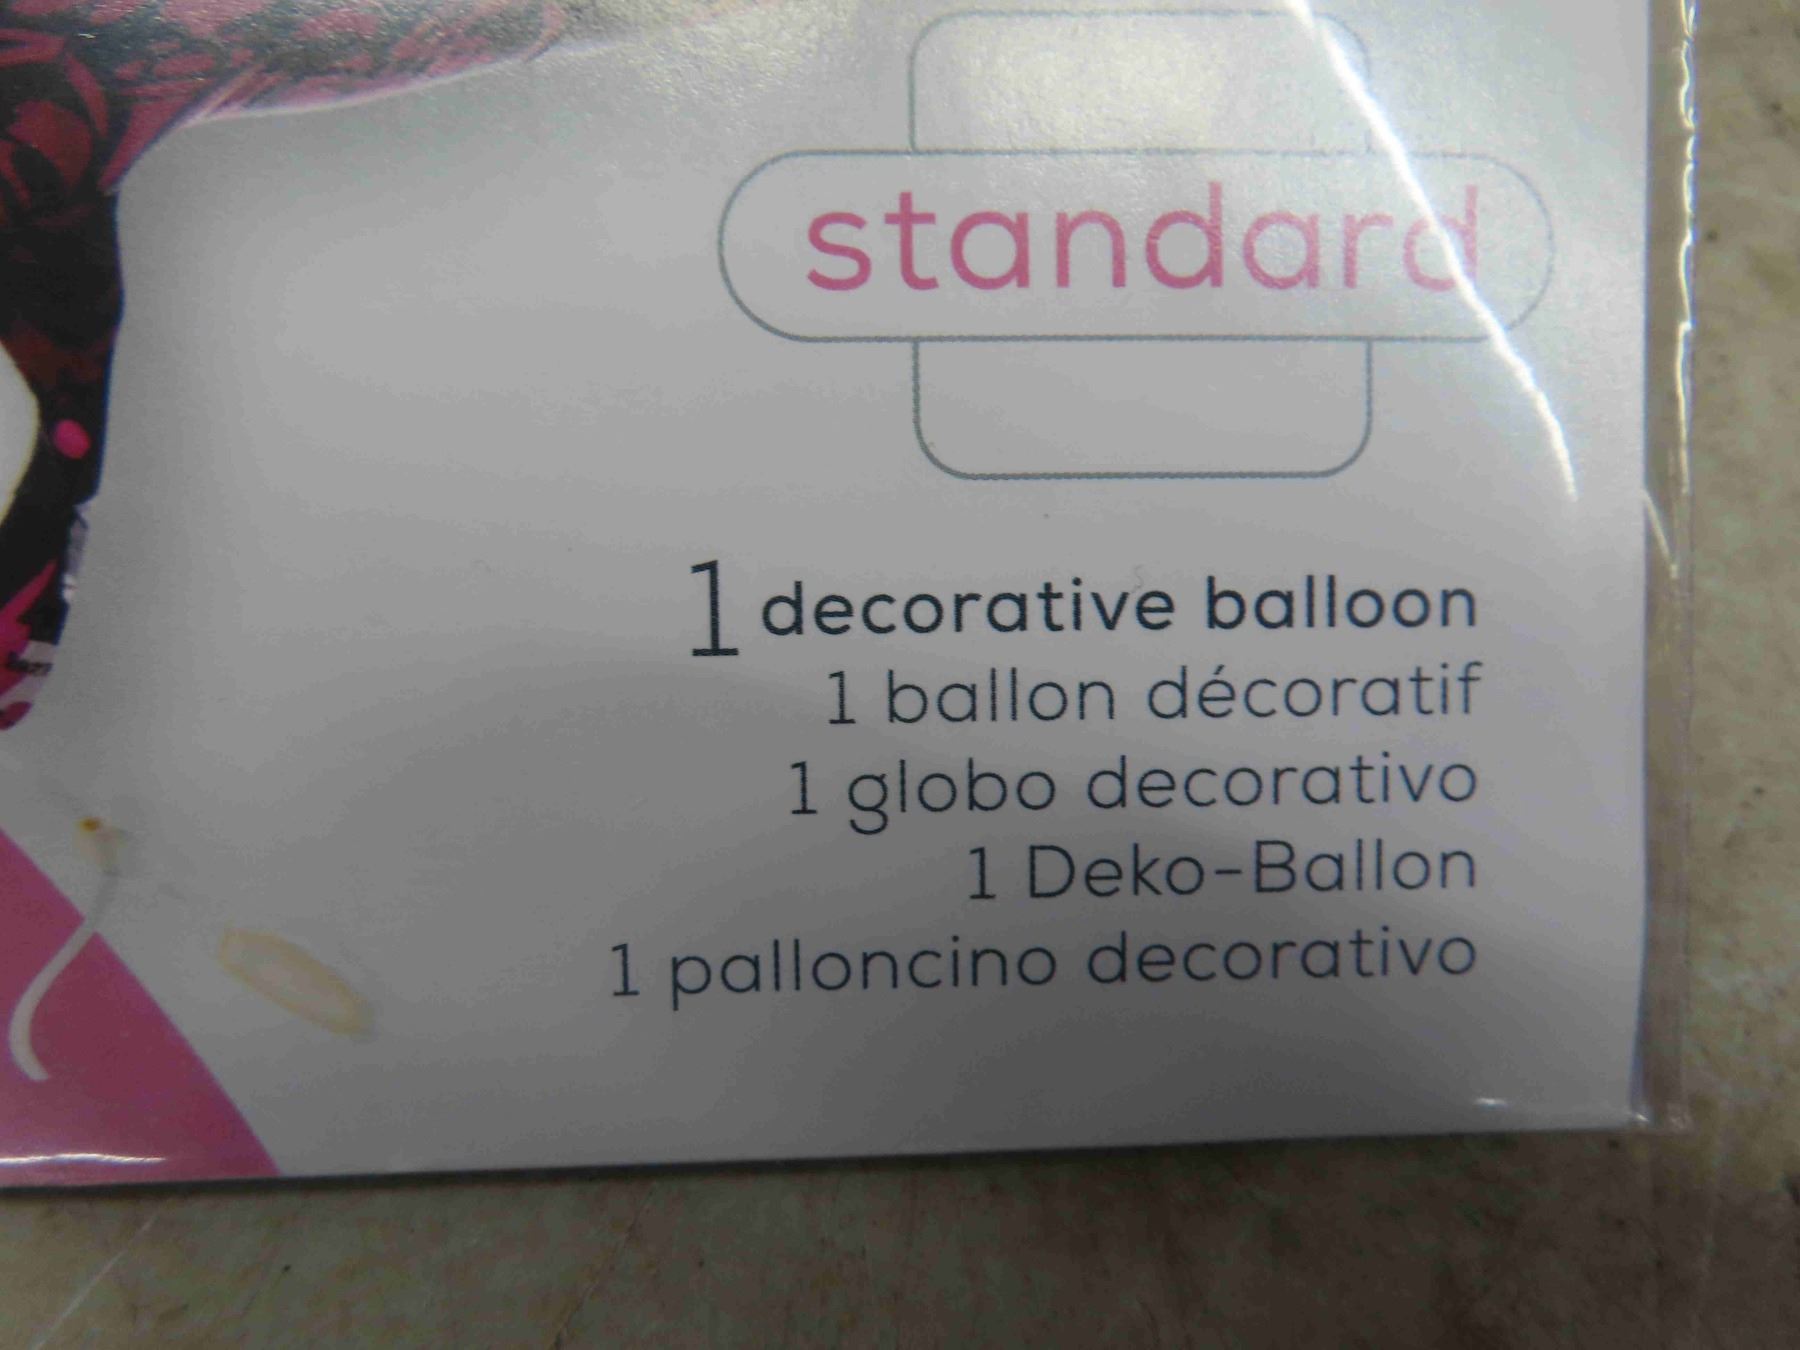 standard
1 decorative balloon
1 ballon décoratif
1 globo decorativo
1 Deko-Ballon
1 palloncino decorativo